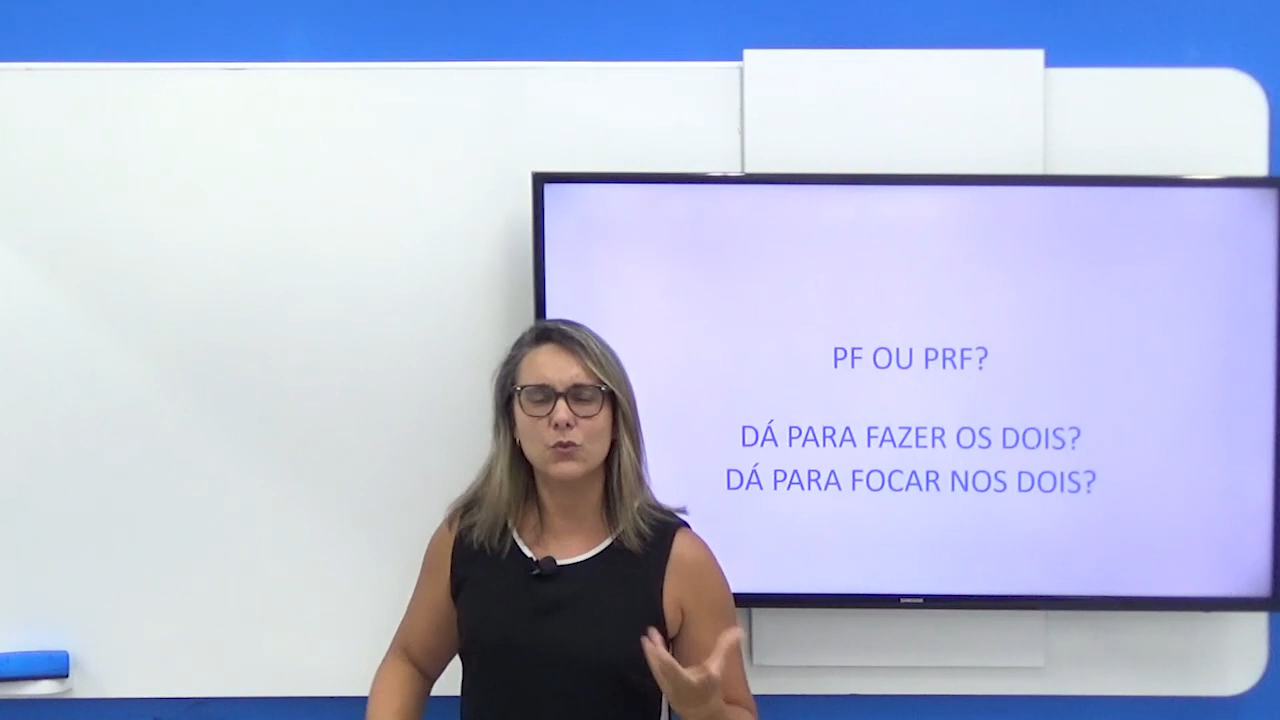 PF OU PRF?
DÁ PARA FAZER OS DOIS?
DÁ PARA FOCAR NOS DOIS?